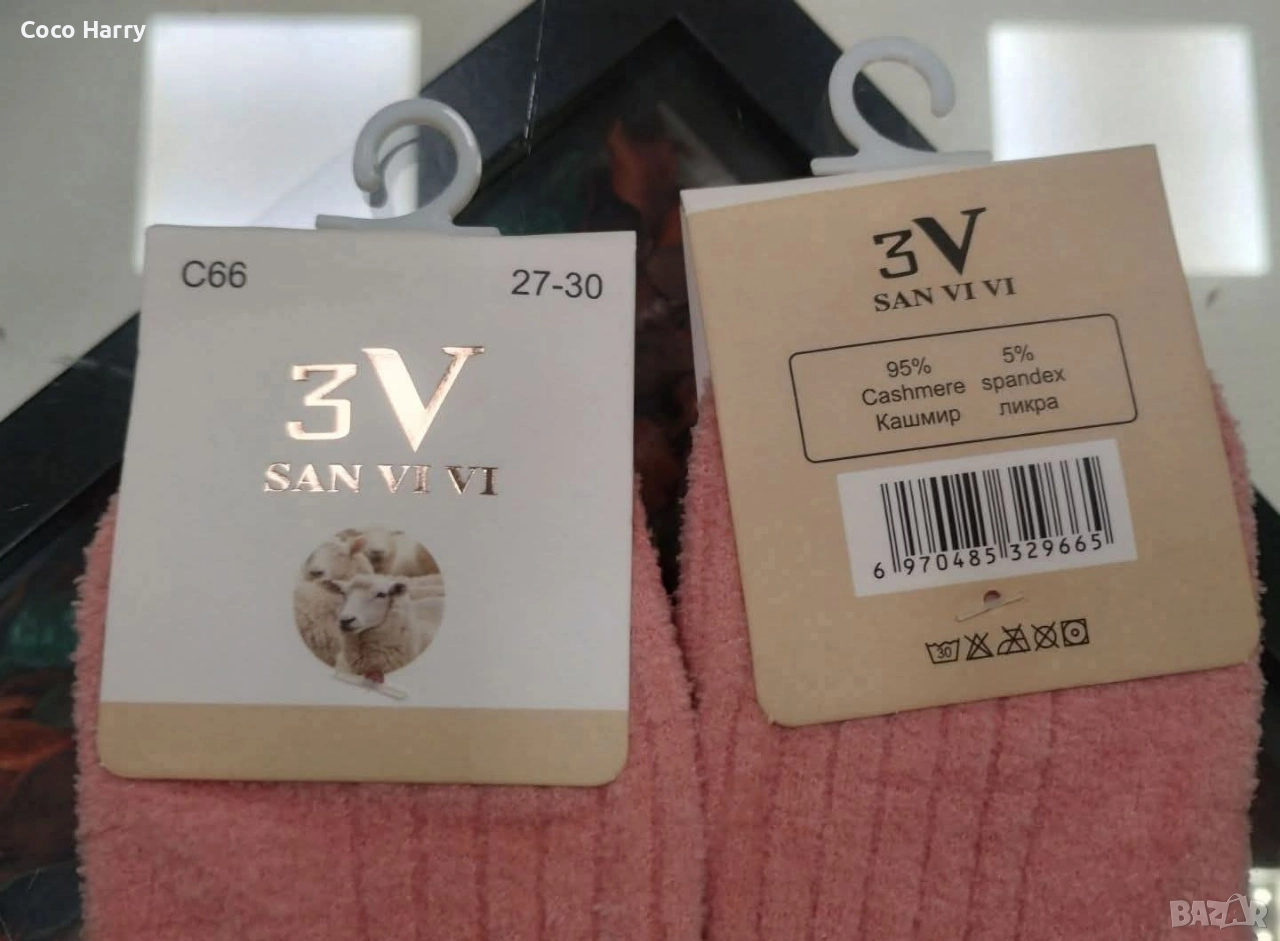 Coco Harry
C66 27-30
3V
SAN VI VI
3V
SAN VI VI
95% 5%
Cashmere spandex
Кашмир ликра
6 970485 329665
30
BAZAR